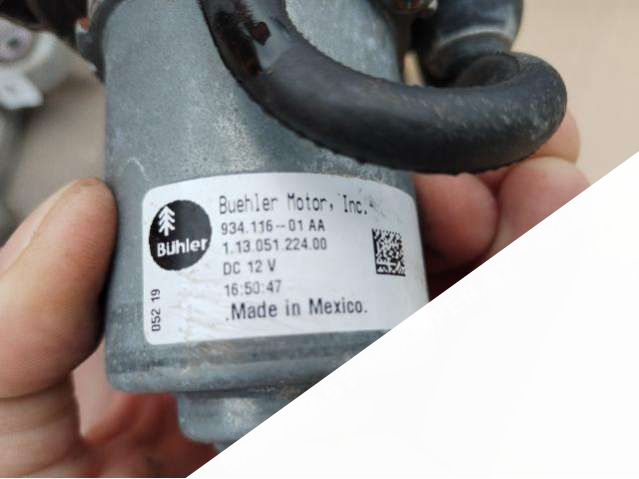 Buehler Motor, Inc.
934.116-01 AA
1.13.051.224.00
DC 12 V
16:50:47
.Made in Mexico.
Bühler
052 19